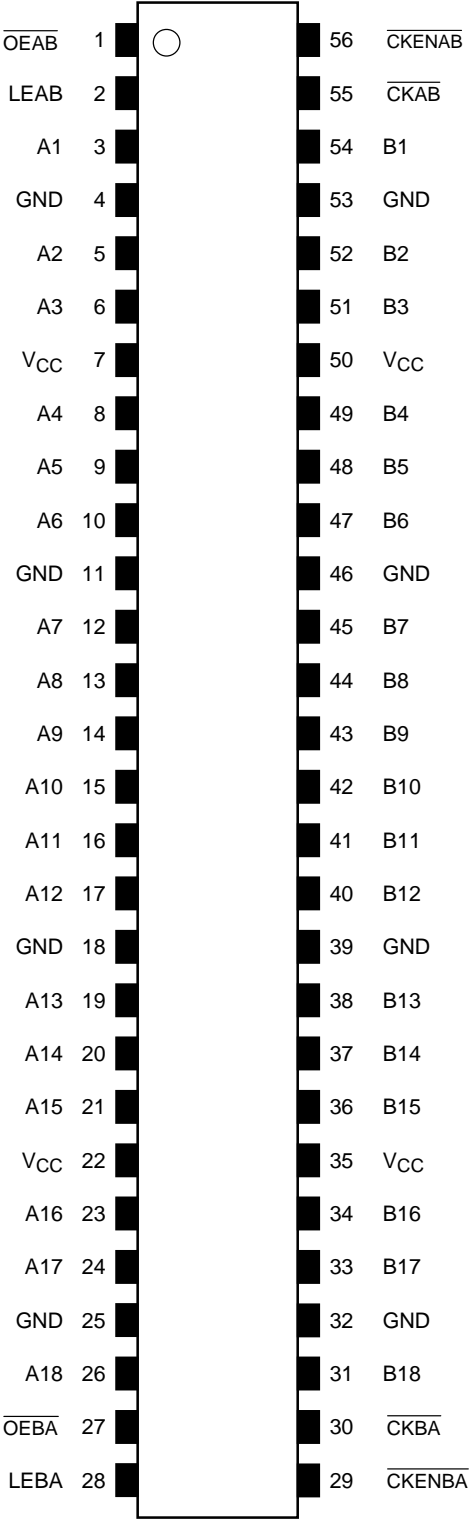 OEAB 1 56 CKENAB
LEAB 2 55 CKAB
A1 3 54 B1
GND 4 53 GND
A2 5 52 B2
A3 6 51 B3
VCC 7 50 VCC
A4 8 49 B4
A5 9 48 B5
A6 10 47 B6
GND 11 46 GND
A7 12 45 B7
A8 13 44 B8
A9 14 43 B9
A10 15 42 B10
A11 16 41 B11
A12 17 40 B12
GND 18 39 GND
A13 19 38 B13
A14 20 37 B14
A15 21 36 B15
VCC 22 35 VCC
A16 23 34 B16
A17 24 33 B17
GND 25 32 GND
A18 26 31 B18
OEBA 27 30 CKBA
LEBA 28 29 CKENBA